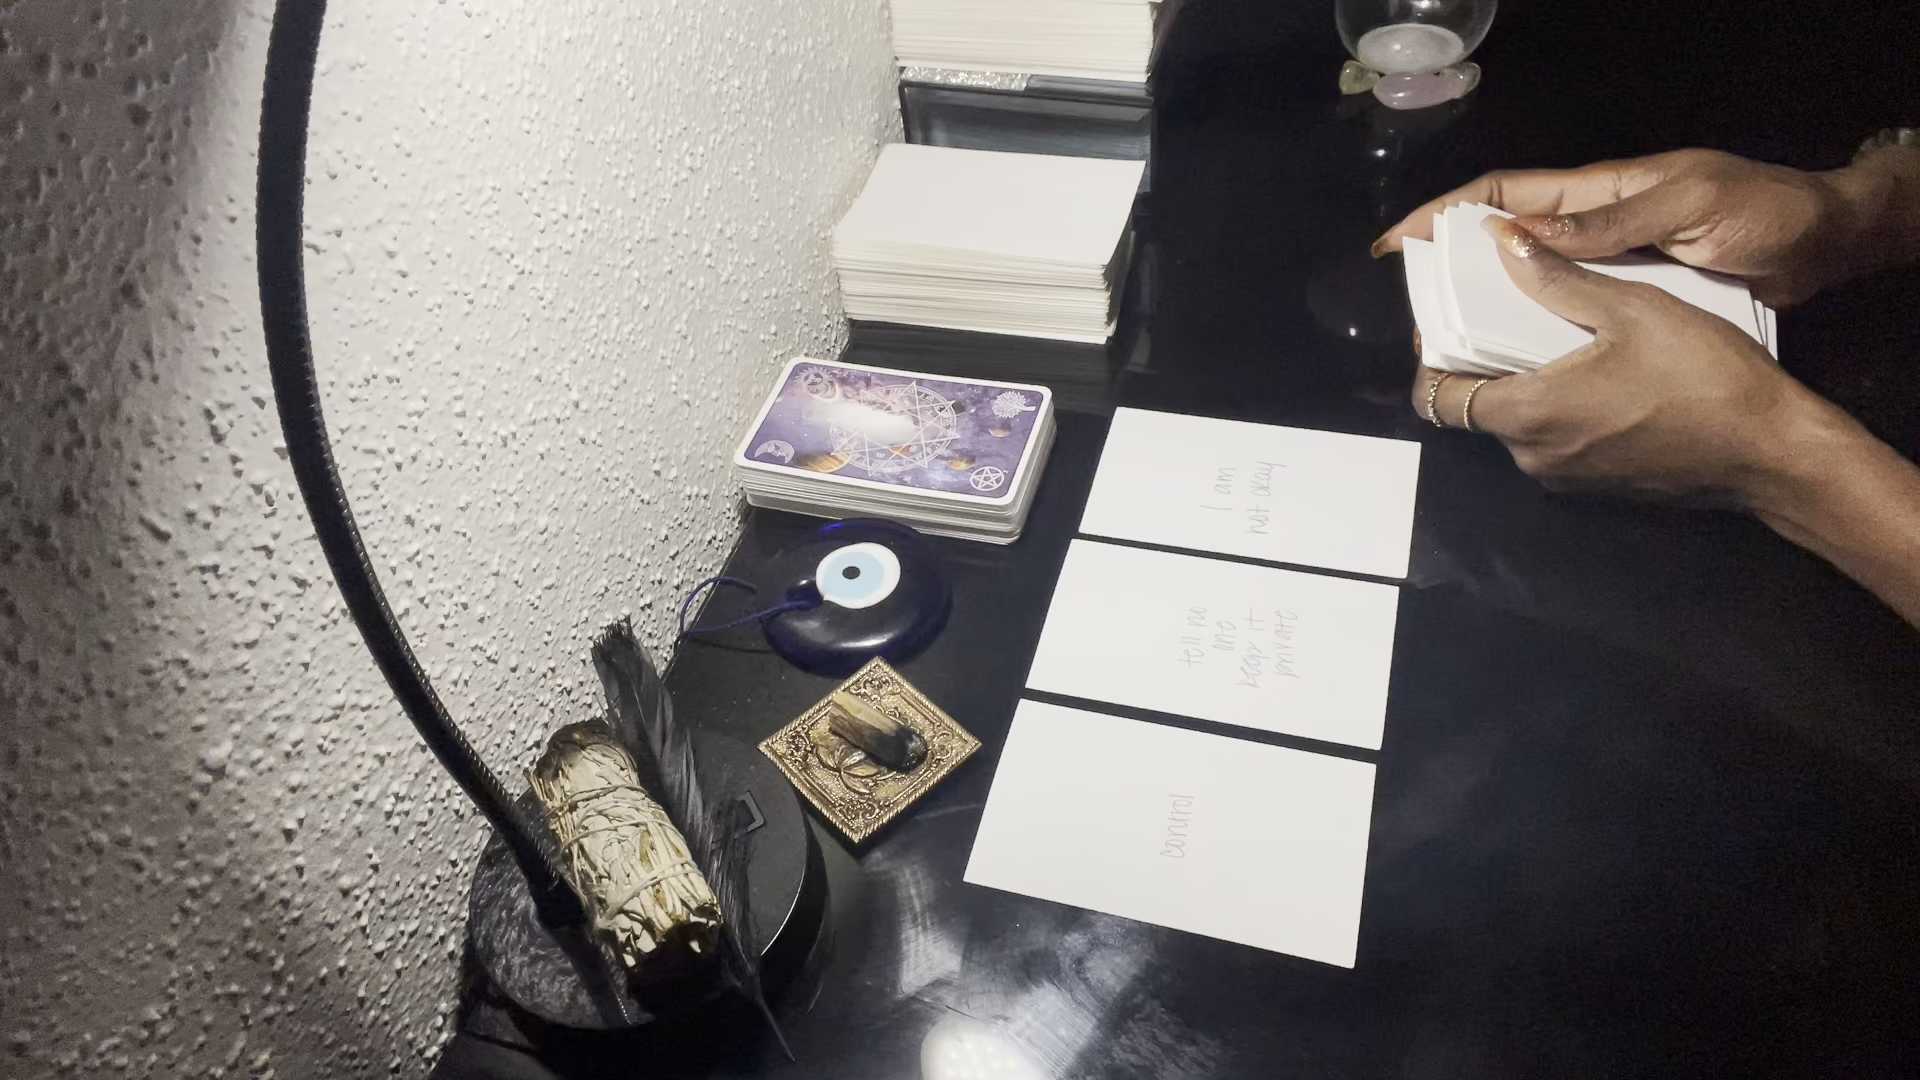 I am
not okay
tell no
one
keep it
private
control